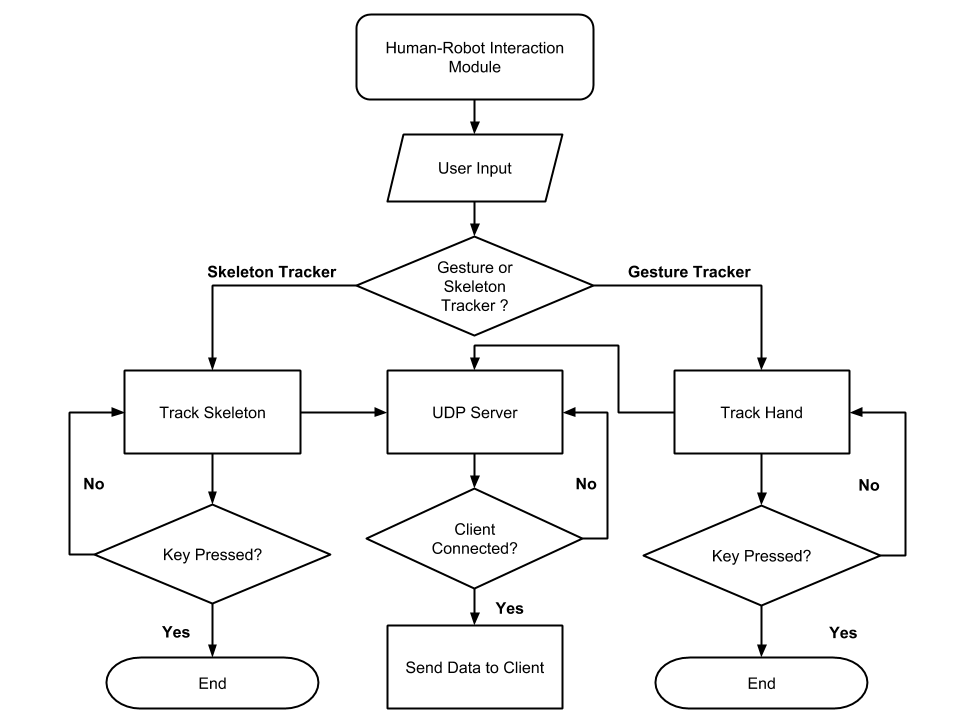 Human-Robot Interaction
Module
User Input
Gesture or
Skeleton
Tracker ?
Skeleton Tracker
Gesture Tracker
Track Skeleton
UDP Server
Track Hand
No
No
No
Key Pressed?
Client
Connected?
Key Pressed?
Yes
Yes
Yes
End
Send Data to Client
End